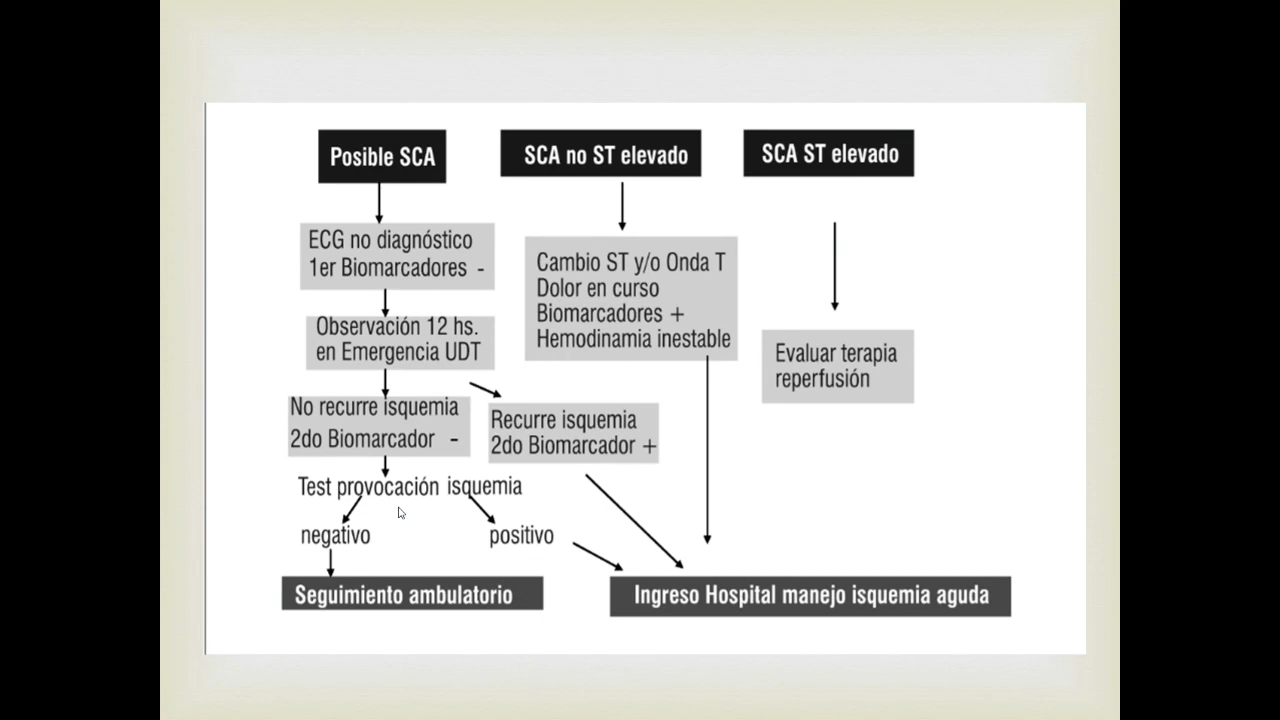 Posible SCA
SCA no ST elevado
SCA ST elevado
ECG no diagnóstico
1er Biomarcadores -
Cambio ST y/o Onda T
Dolor en curso
Biomarcadores +
Hemodinamia inestable
Observación 12 hs.
en Emergencia UDT
Evaluar terapia
reperfusión
No recurre isquemia
2do Biomarcador -
Recurre isquemia
2do Biomarcador +
Test provocación isquemia
negativo
positivo
Seguimiento ambulatorio
Ingreso Hospital manejo isquemia aguda